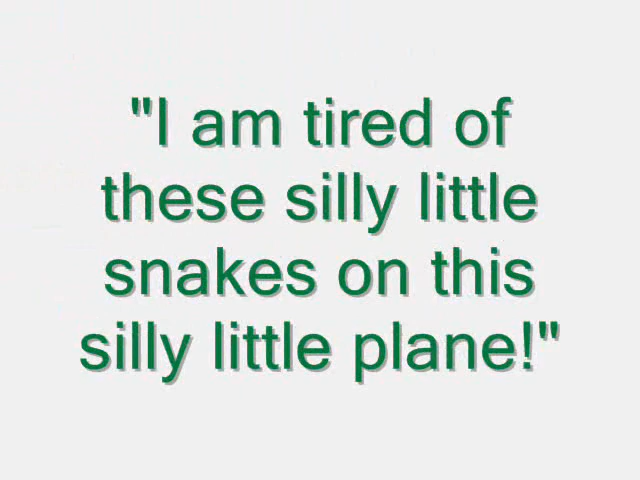 "I am tired of
these silly little
snakes on this
silly little plane!"